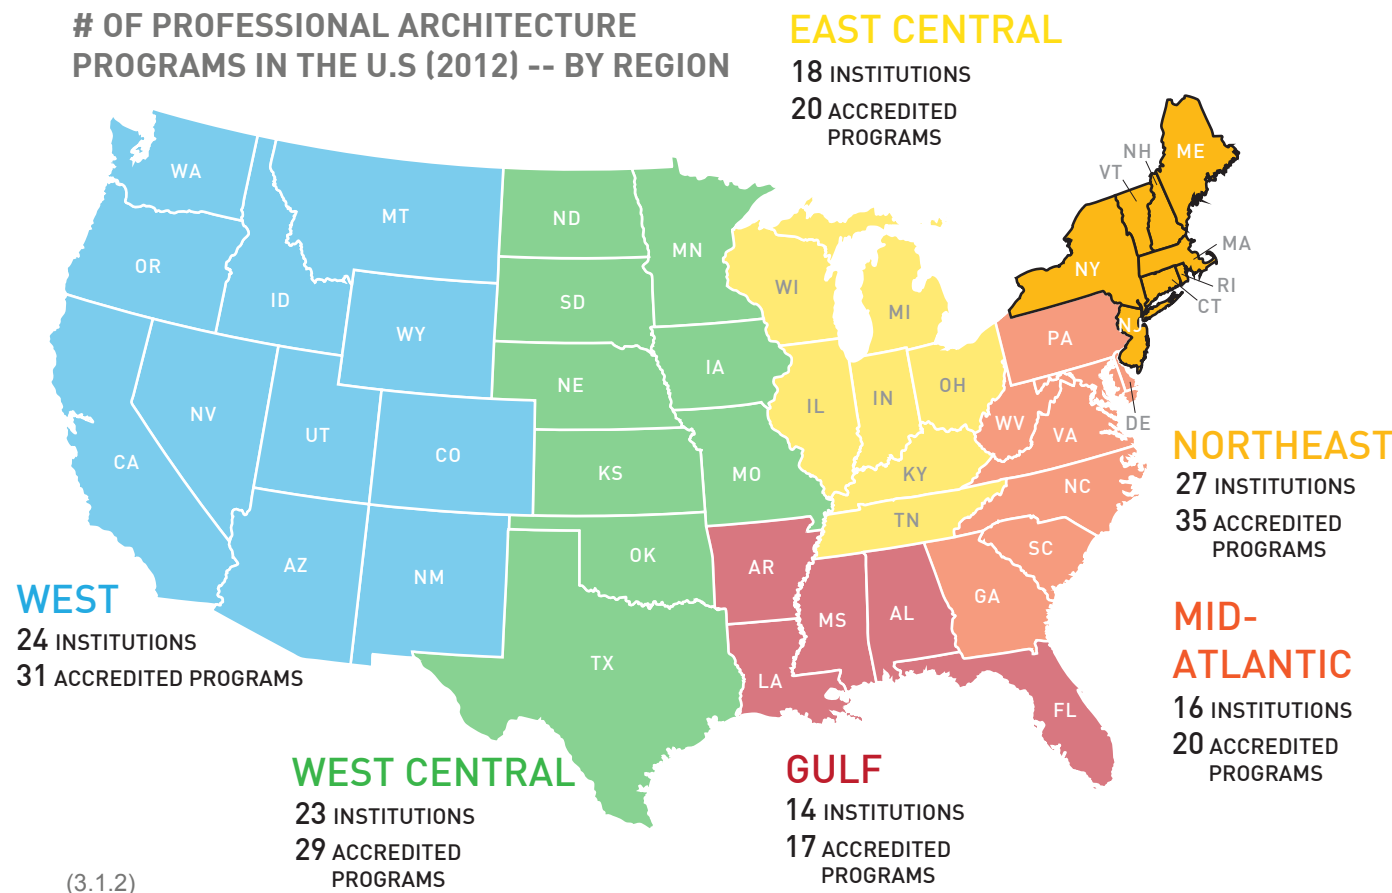 # OF PROFESSIONAL ARCHITECTURE
PROGRAMS IN THE U.S (2012) -- BY REGION
EAST CENTRAL
18 INSTITUTIONS
20 ACCREDITED
PROGRAMS
WA
OR
ID
MT
WY
CA
NV
UT
CO
AZ
NM
ND
SD
NE
KS
OK
TX
MN
IA
MO
WI
MI
IL
IN
OH
KY
TN
AR
LA
MS
AL
FL
GA
SC
NC
VA
WV
PA
DE
NJ
NY
VT
NH
ME
MA
RI
CT
NORTHEAST
27 INSTITUTIONS
35 ACCREDITED
PROGRAMS
WEST
24 INSTITUTIONS
31 ACCREDITED PROGRAMS
MID-
ATLANTIC
16 INSTITUTIONS
20 ACCREDITED
PROGRAMS
WEST CENTRAL
23 INSTITUTIONS
29 ACCREDITED
PROGRAMS
GULF
14 INSTITUTIONS
17 ACCREDITED
PROGRAMS
(3.1.2)